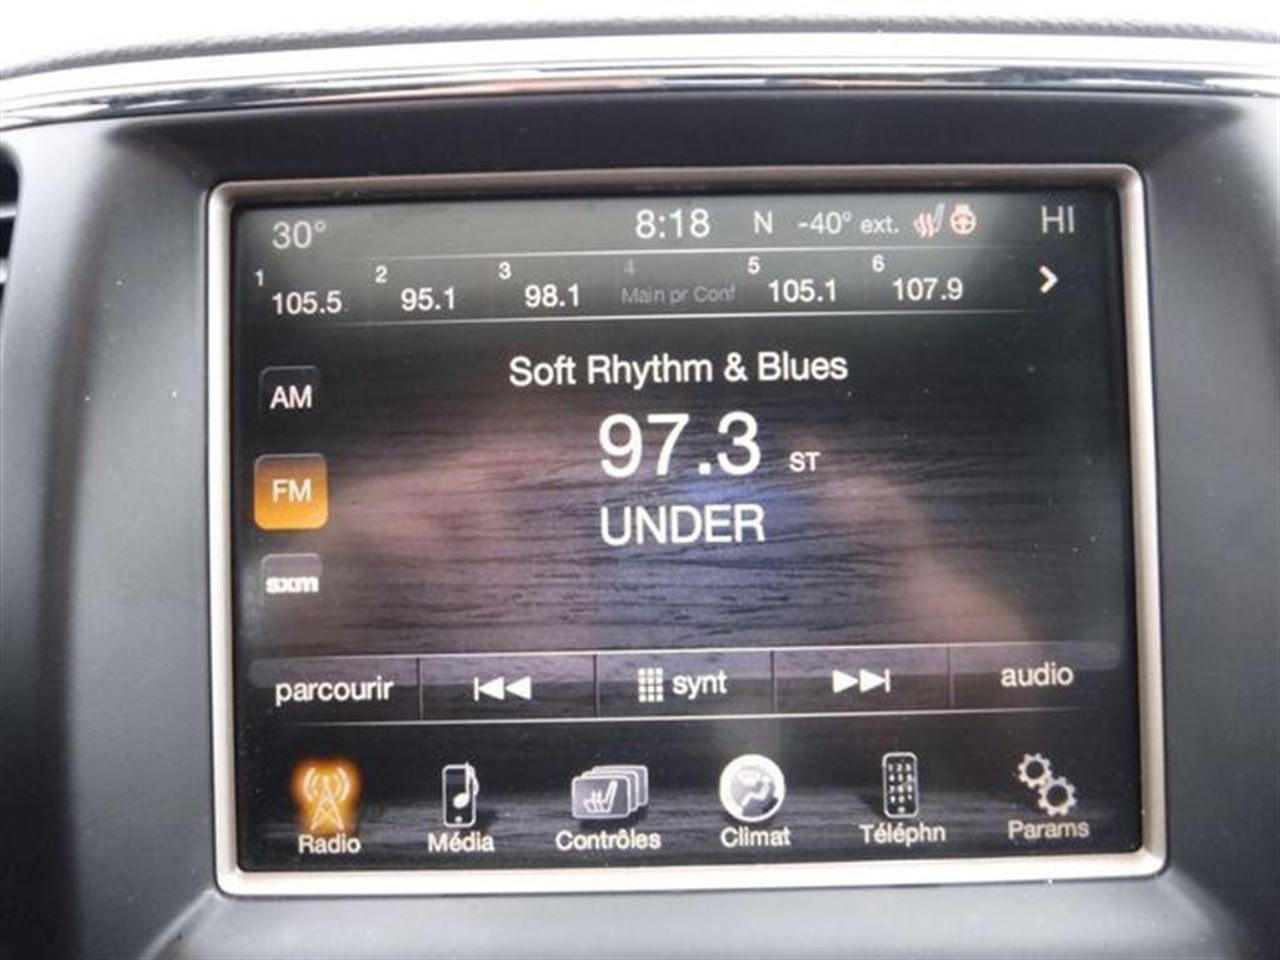 30° 8:18 N -40° ext. HI
1 105.5 2 95.1 3 98.1 4 Main pr Conf 5 105.1 6 107.9
Soft Rhythm & Blues
AM
97.3 ST
FM
UNDER
sxm
parcourir synt audio
Radio Média Contrôles Climat Téléphn Params